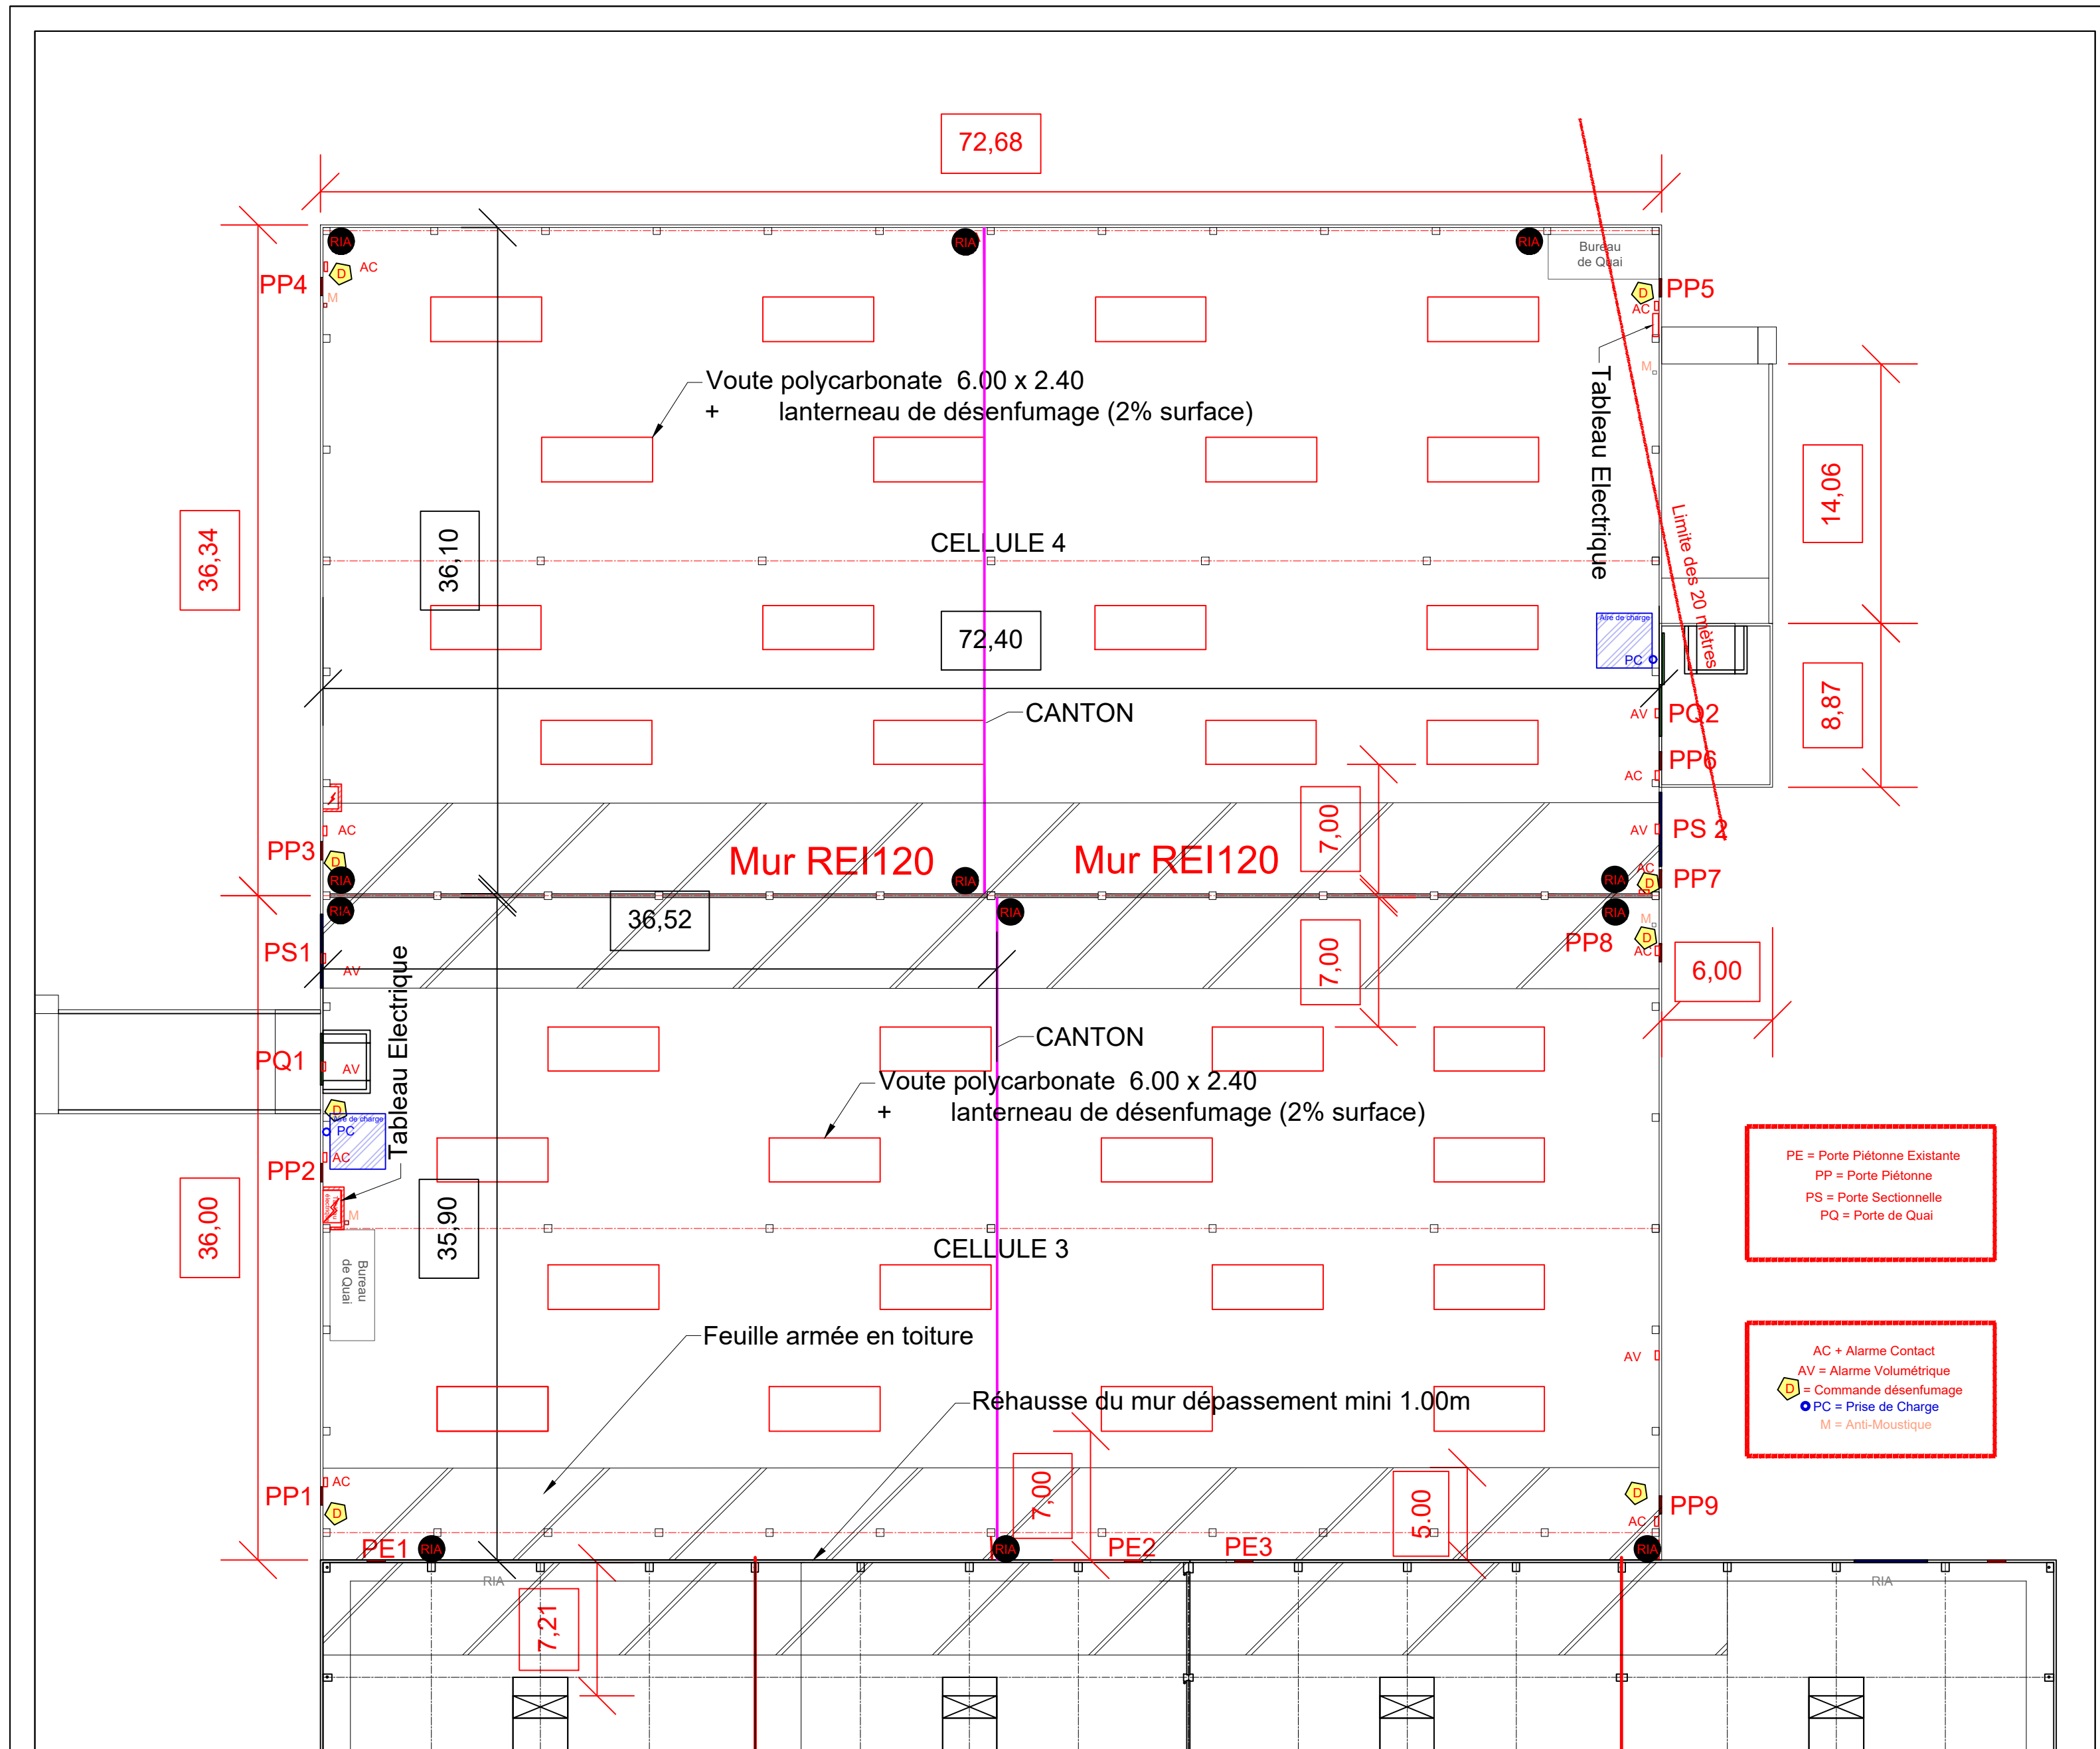 72,68
RIA
RIA
RIA
Bureau
de Quai
D
AC
PP4
M
D
PP5
AC
Voute polycarbonate 6.00 x 2.40
+ lanterneau de désenfumage (2% surface)
M
Tableau Electrique
14,06
36,34
36,10
CELLULE 4
Limite des 20 mètres
72,40
Aire de charge
PC
CANTON
AV
PQ2
8,87
PP6
AC
7,00
AC
PP3
D
AV
PS 2
Mur REI120
Mur REI120
AC
RIA
RIA
RIA
D
PP7
RIA
36,52
RIA
RIA
M
PS1
AV
7,00
PP8
D
AC
6,00
Tableau Electrique
CANTON
PQ1
AV
Voute polycarbonate 6.00 x 2.40
+ lanterneau de désenfumage (2% surface)
D
Aire de charge
PC
AC
PP2
M
36,00
35,90
CELLULE 3
Bureau
de Quai
PE = Porte Piétonne Existante
PP = Porte Piétonne
PS = Porte Sectionnelle
PQ = Porte de Quai
Feuille armée en toiture
AV
AC + Alarme Contact
AV = Alarme Volumétrique
D = Commande désenfumage
PC = Prise de Charge
M = Anti-Moustique
Réhausse du mur dépassement mini 1.00m
AC
PP1
D
7,00
5.00
D
PP9
AC
PE1
RIA
RIA
PE2
PE3
RIA
RIA
RIA
7,21